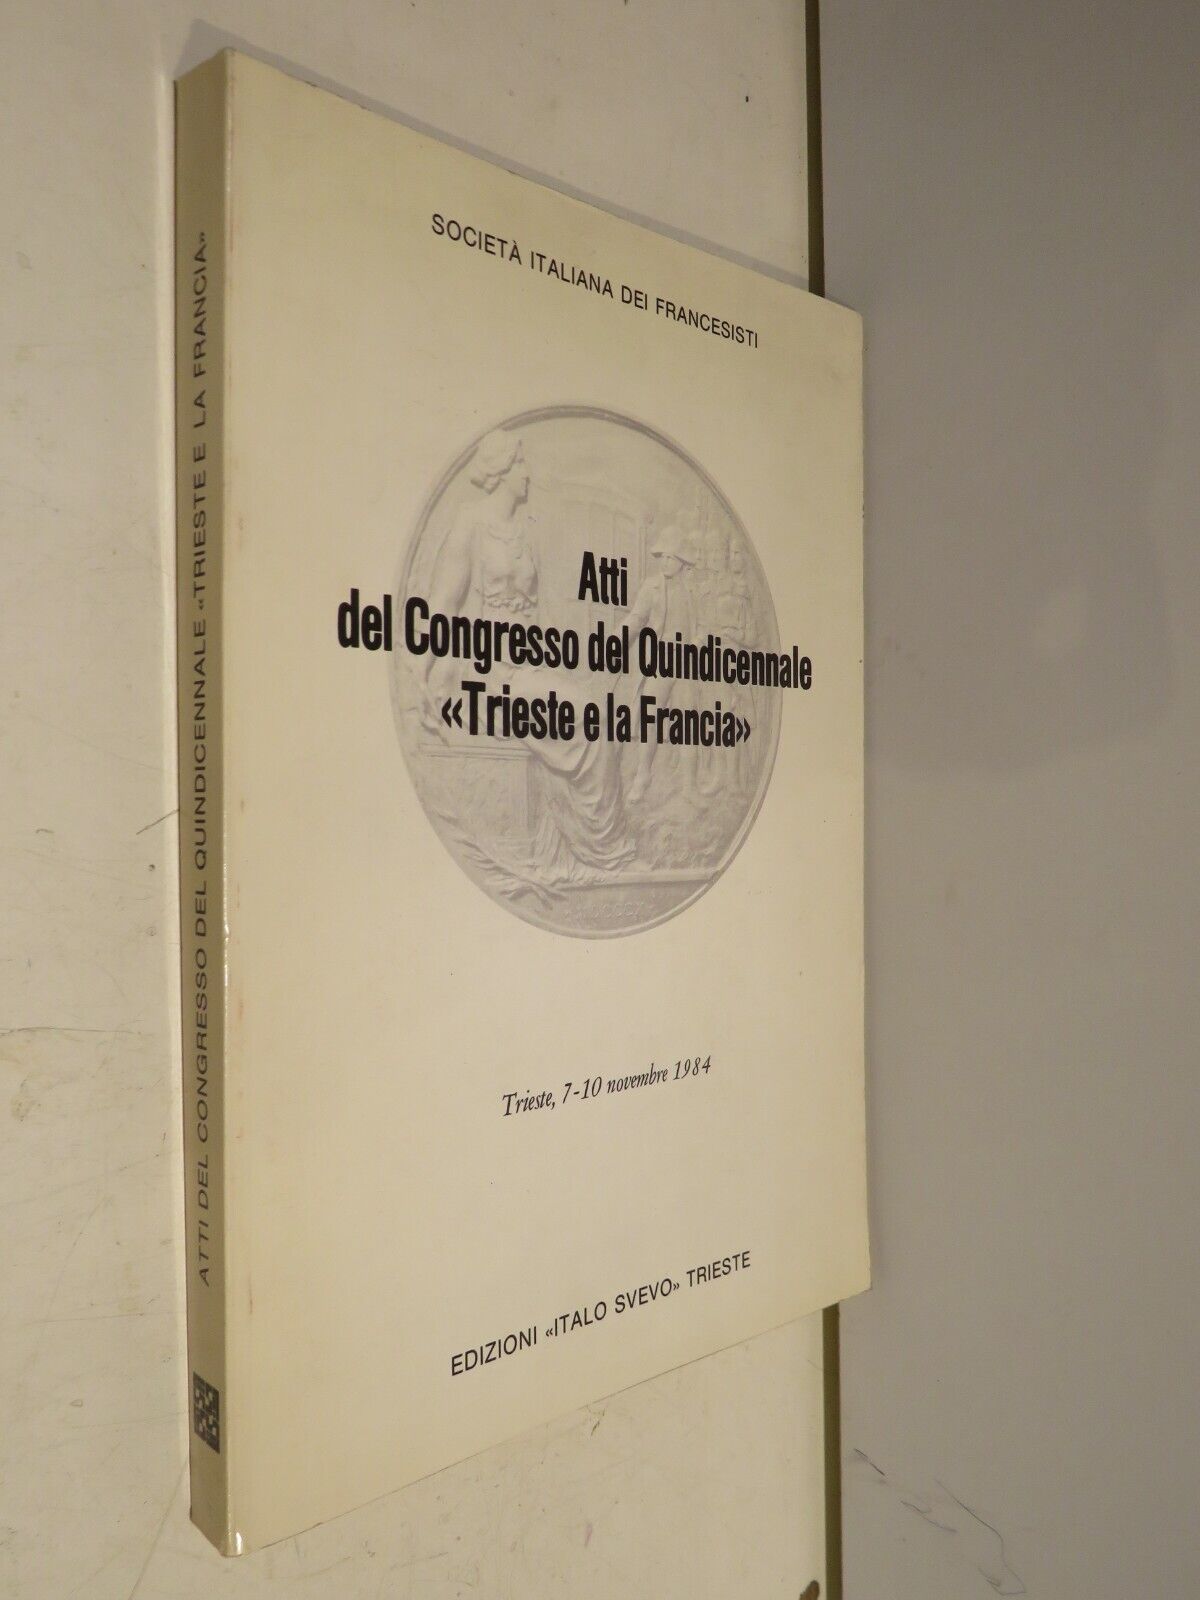 SOCIETÀ ITALIANA DEI FRANCESISTI
Atti
del Congresso del Quindicennale
«Trieste e la Francia»
Trieste, 7-10 novembre 1984
EDIZIONI «ITALO SVEVO» TRIESTE
ATTI DEL CONGRESSO DEL QUINDICENNALE «TRIESTE E LA FRANCIA»